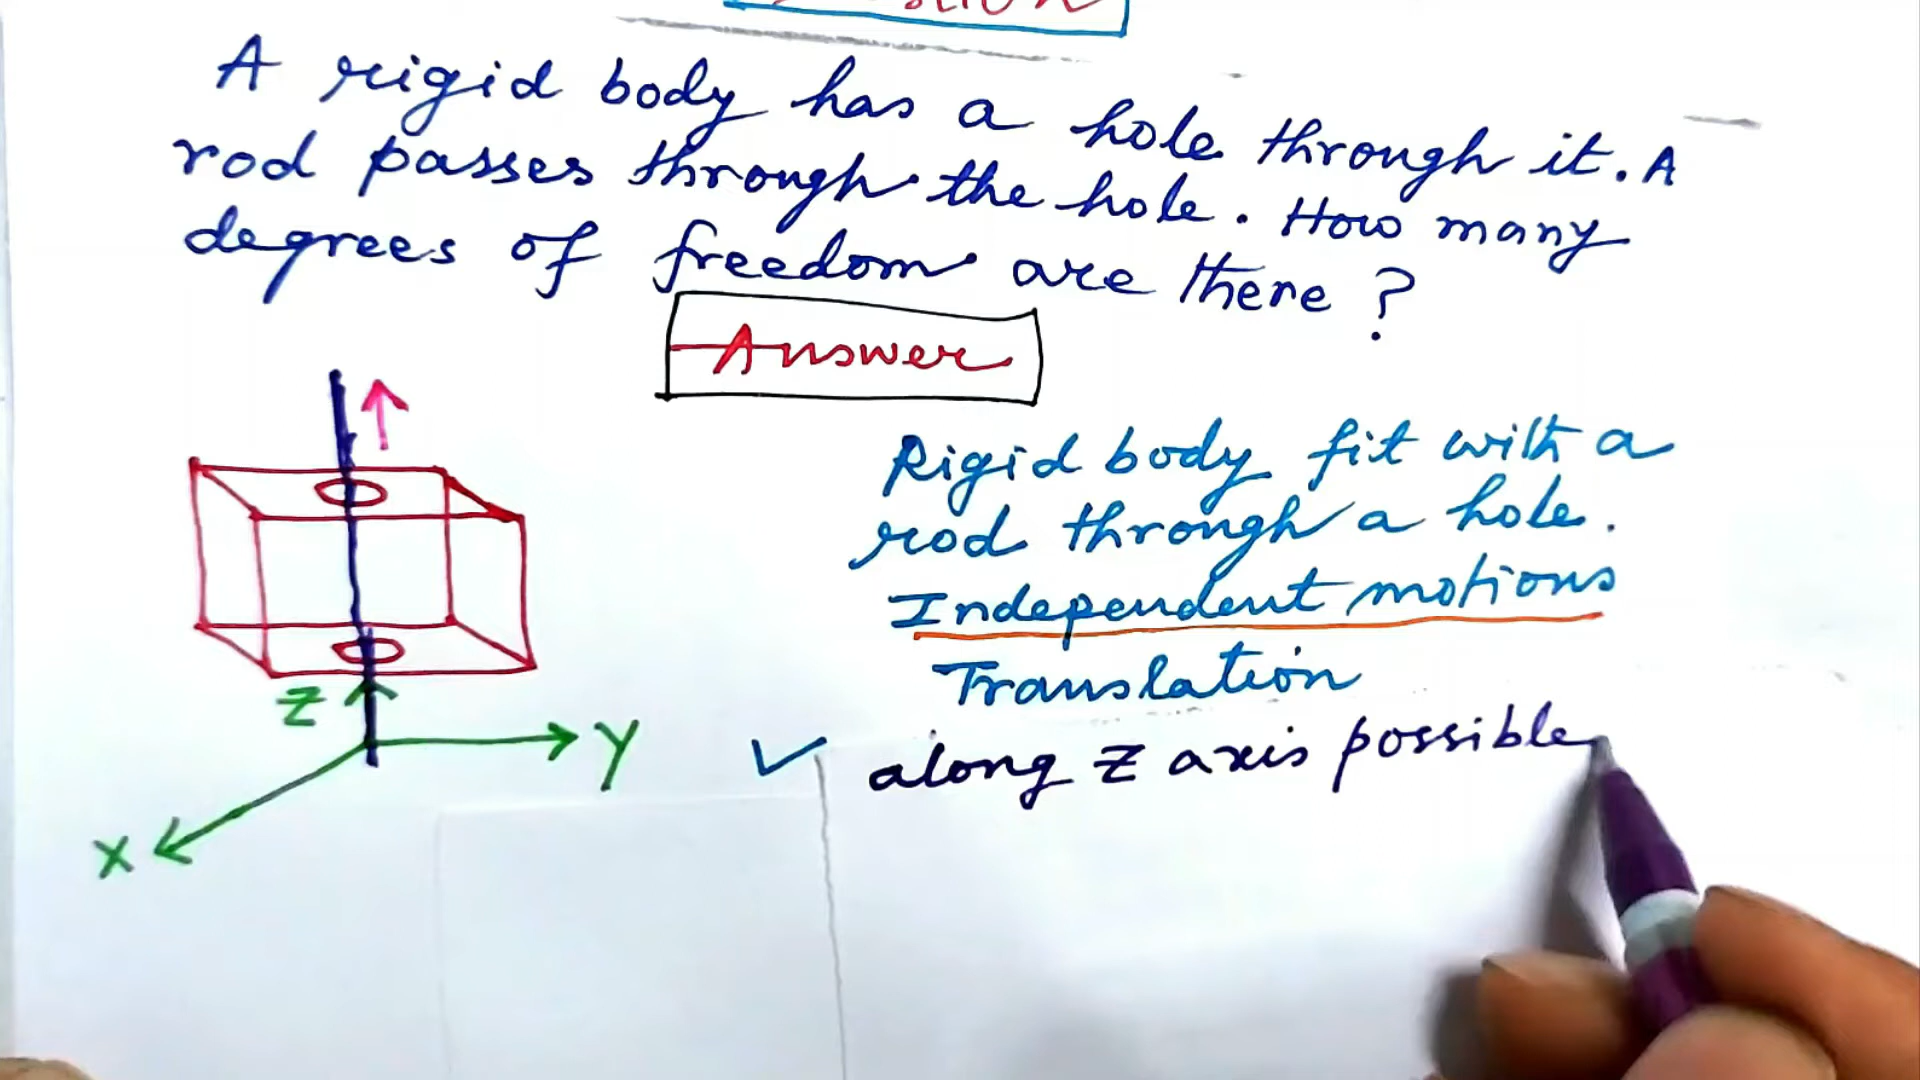 A rigid body has a hole through it. A
rod passes through the hole. How many
degrees of freedom are there?
Answer
Rigid body fit with a
rod through a hole.
Independent motions
Translation
✓ along z axis possible
Z
Y
X